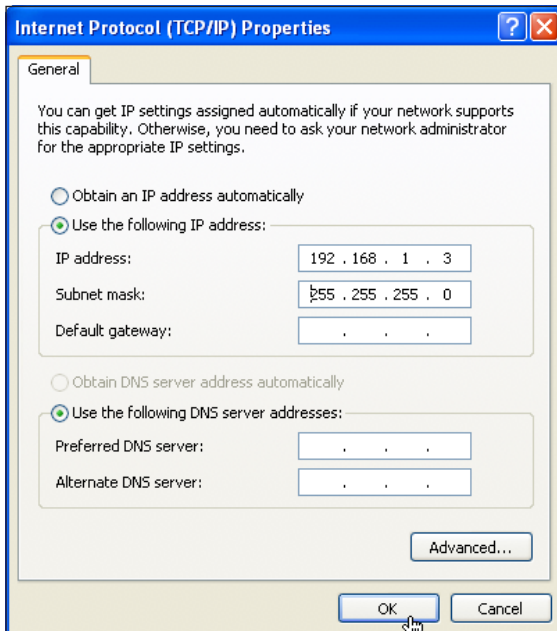 Internet Protocol (TCP/IP) Properties
General
You can get IP settings assigned automatically if your network supports
this capability. Otherwise, you need to ask your network administrator
for the appropriate IP settings.
Obtain an IP address automatically
Use the following IP address:
IP address: 192 . 168 . 1 . 3
Subnet mask: 255 . 255 . 255 . 0
Default gateway: . . .
Obtain DNS server address automatically
Use the following DNS server addresses:
Preferred DNS server: . . .
Alternate DNS server: . . .
Advanced...
OK Cancel